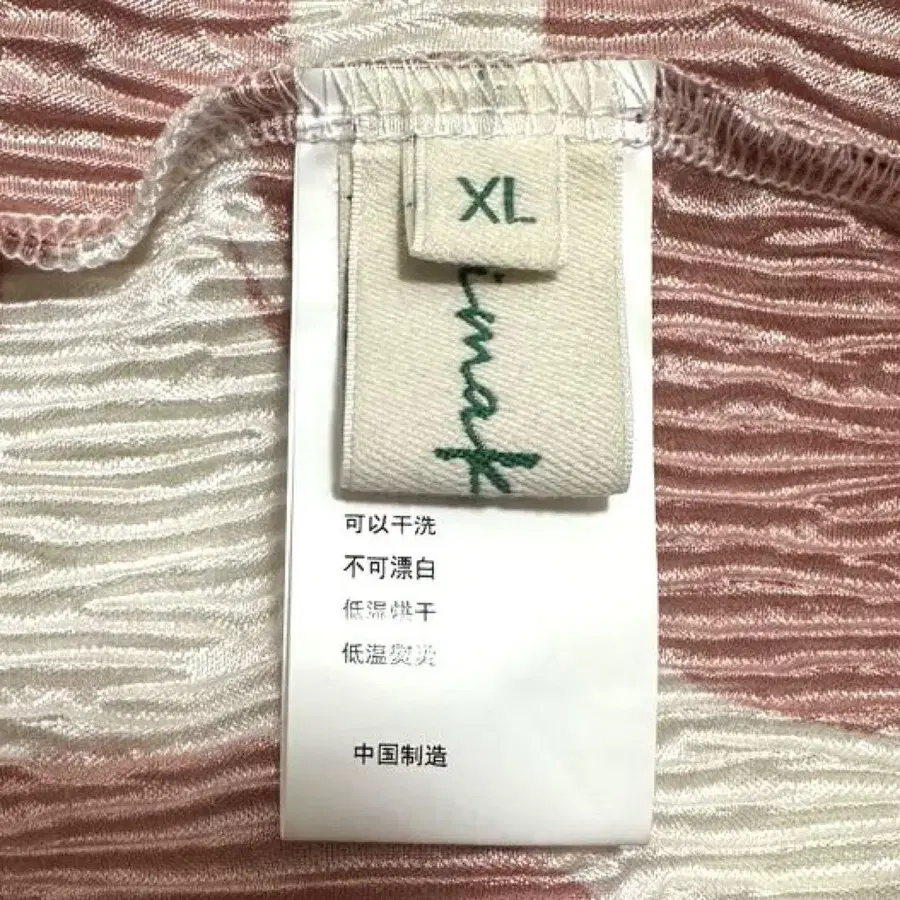 XL
imak
可以干洗
不可漂白
低温烘干
低温熨烫
中国制造